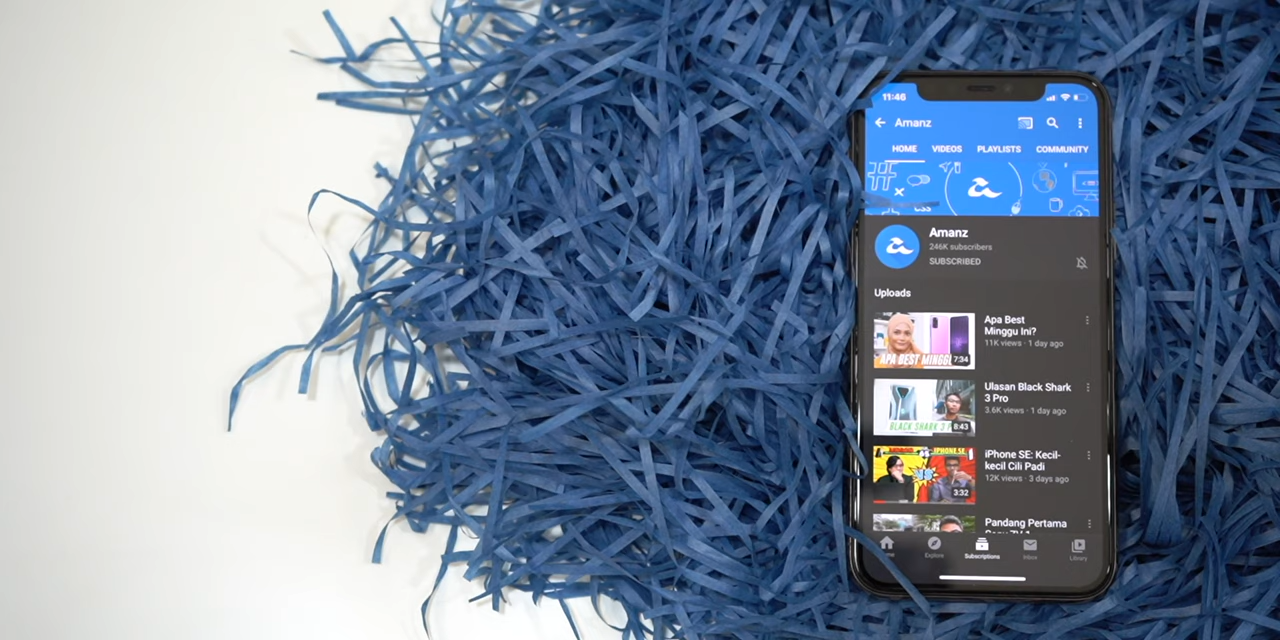 11:46
Amanz
HOME VIDEOS PLAYLISTS COMMUNITY
#
CSS
Amanz
246K subscribers
SUBSCRIBED
Uploads
APA BEST MINGGU
7:34
Apa Best
Minggu Ini?
11K views · 1 day ago
BLACK SHARK 3 P
8:43
Ulasan Black Shark
3 Pro
3.6K views · 1 day ago
IPHONE SE
VS
3:32
iPhone SE: Kecil-
kecil Cili Padi
12K views · 3 days ago
Pandang Pertama
Explore Subscriptions Inbox Library